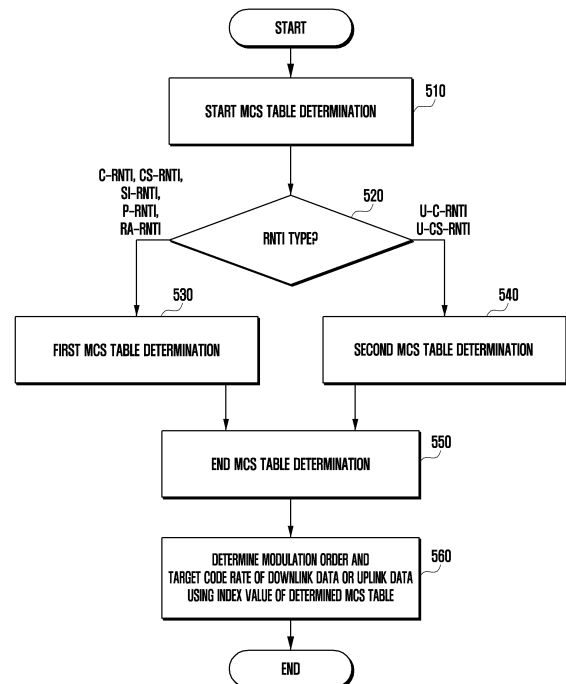 START
510
START MCS TABLE DETERMINATION
C-RNTI, CS-RNTI,
SI-RNTI,
P-RNTI,
RA-RNTI
520
RNTI TYPE?
U-C-RNTI
U-CS-RNTI
530
FIRST MCS TABLE DETERMINATION
540
SECOND MCS TABLE DETERMINATION
550
END MCS TABLE DETERMINATION
560
DETERMINE MODULATION ORDER AND
TARGET CODE RATE OF DOWNLINK DATA OR UPLINK DATA
USING INDEX VALUE OF DETERMINED MCS TABLE
END